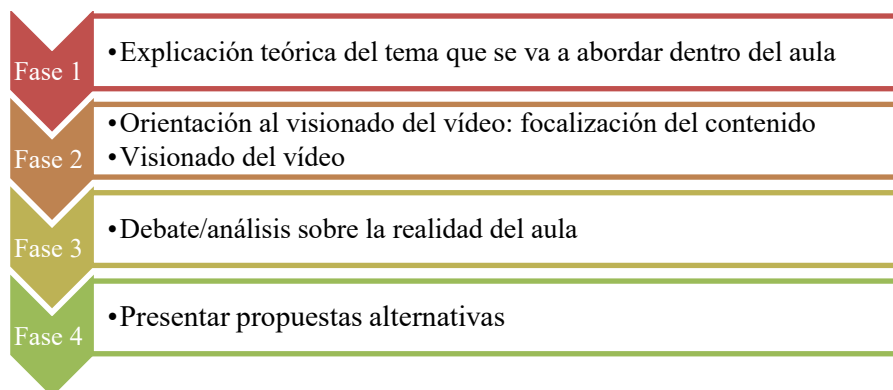 Fase 1
•Explicación teórica del tema que se va a abordar dentro del aula
Fase 2
•Orientación al visionado del vídeo: focalización del contenido
•Visionado del vídeo
Fase 3
•Debate/análisis sobre la realidad del aula
Fase 4
•Presentar propuestas alternativas